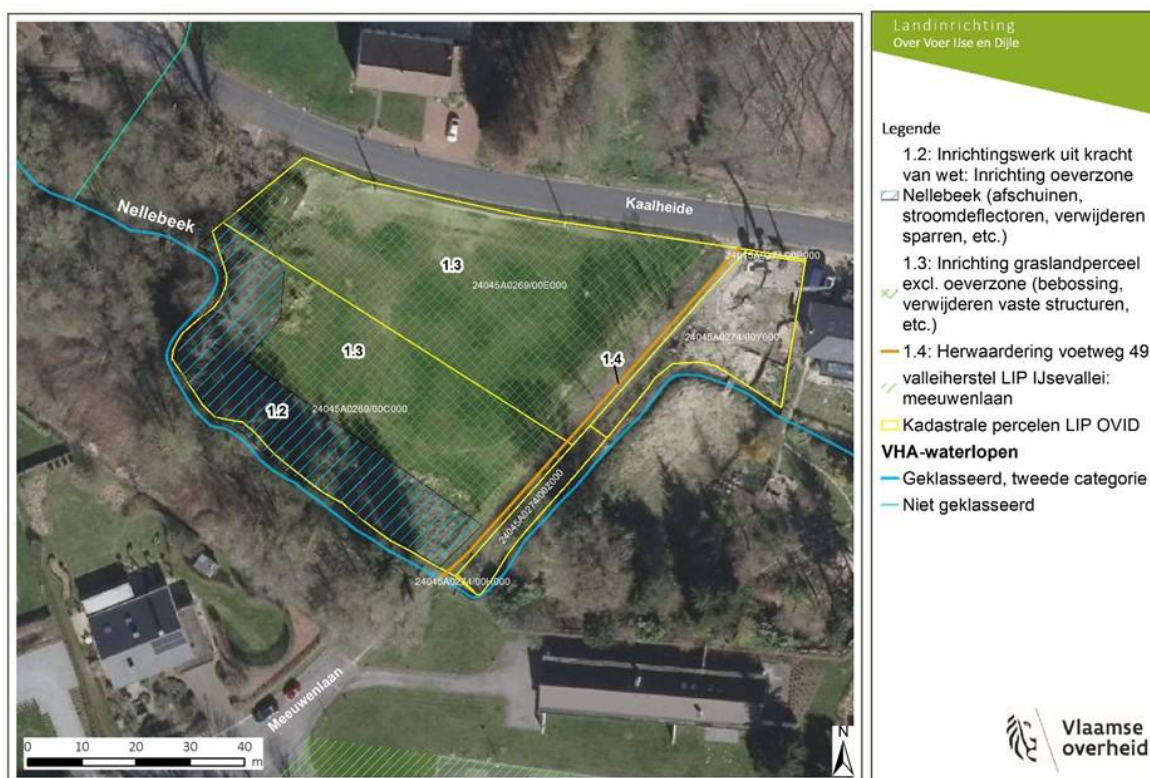 Nellebeek
Kaalheide
24045A0274/00P000
1.3
24045A0269/00E000
24045A0274/00Y000
1.3
1.4
1.2
24045A0269/00C000
24045A0274/00Z000
24045A0274/00H000
Meeuwenlaan
0 10 20 30 40
m
N
Landinrichting
Over Voer IJse en Dijle
Legende
1.2: Inrichtingswerk uit kracht
van wet: Inrichting oeverzone
Nellebeek (afschuinen,
stroomdeflectoren, verwijderen
sparren, etc.)
1.3: Inrichting graslandperceel
excl. oeverzone (bebossing,
verwijderen vaste structuren,
etc.)
1.4: Herwaardering voetweg 49
valleiherstel LIP IJsevallei:
meeuwenlaan
Kadastrale percelen LIP OVID
VHA-waterlopen
Geklasseerd, tweede categorie
Niet geklasseerd
Vlaamse
overheid